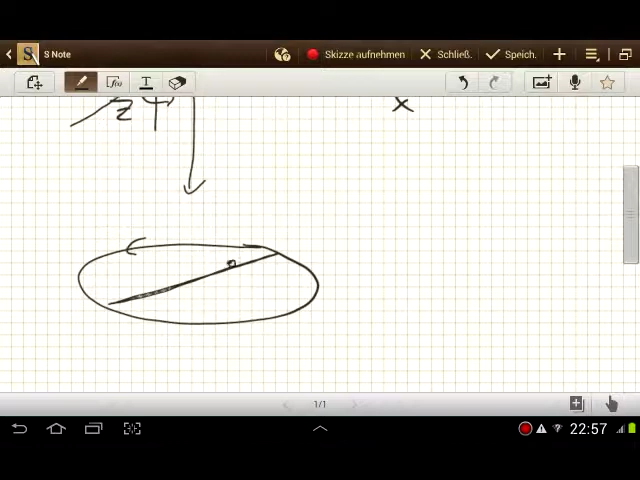 S Note
Skizze aufnehmen
Schließ.
Speich.
f(x)
T
z
x
1/1
22:57